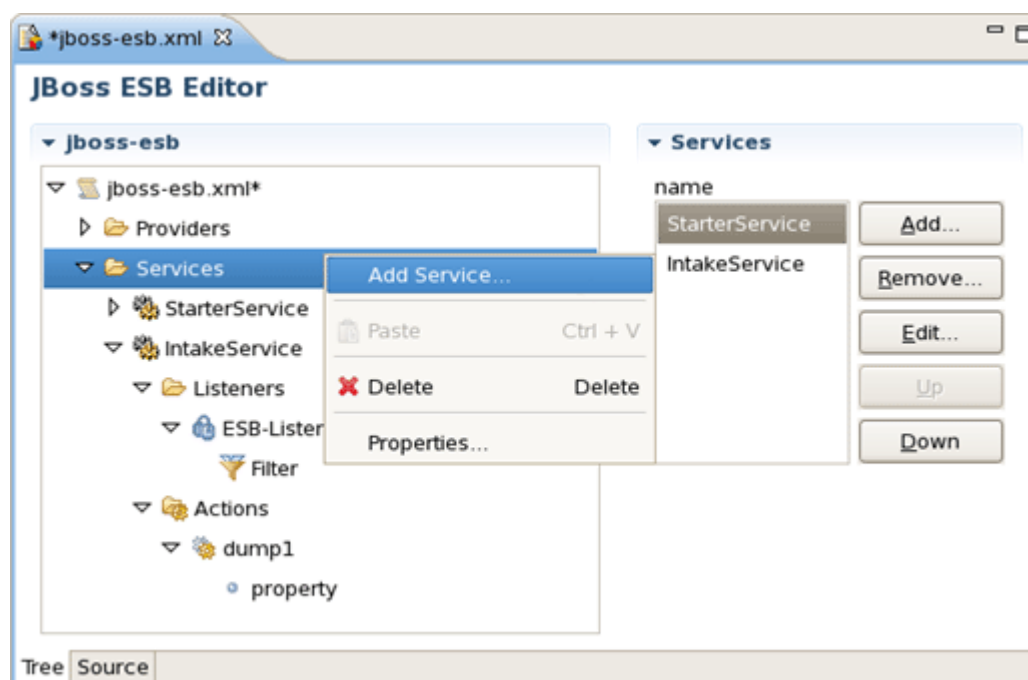 *jboss-esb.xml
JBoss ESB Editor
jboss-esb
jboss-esb.xml*
Providers
Services
StarterService
IntakeService
Listeners
ESB-Lister
Filter
Actions
dump1
property
Add Service...
Paste Ctrl + V
Delete Delete
Properties...
Services
name
StarterService
IntakeService
Add...
Remove...
Edit...
Up
Down
Tree Source